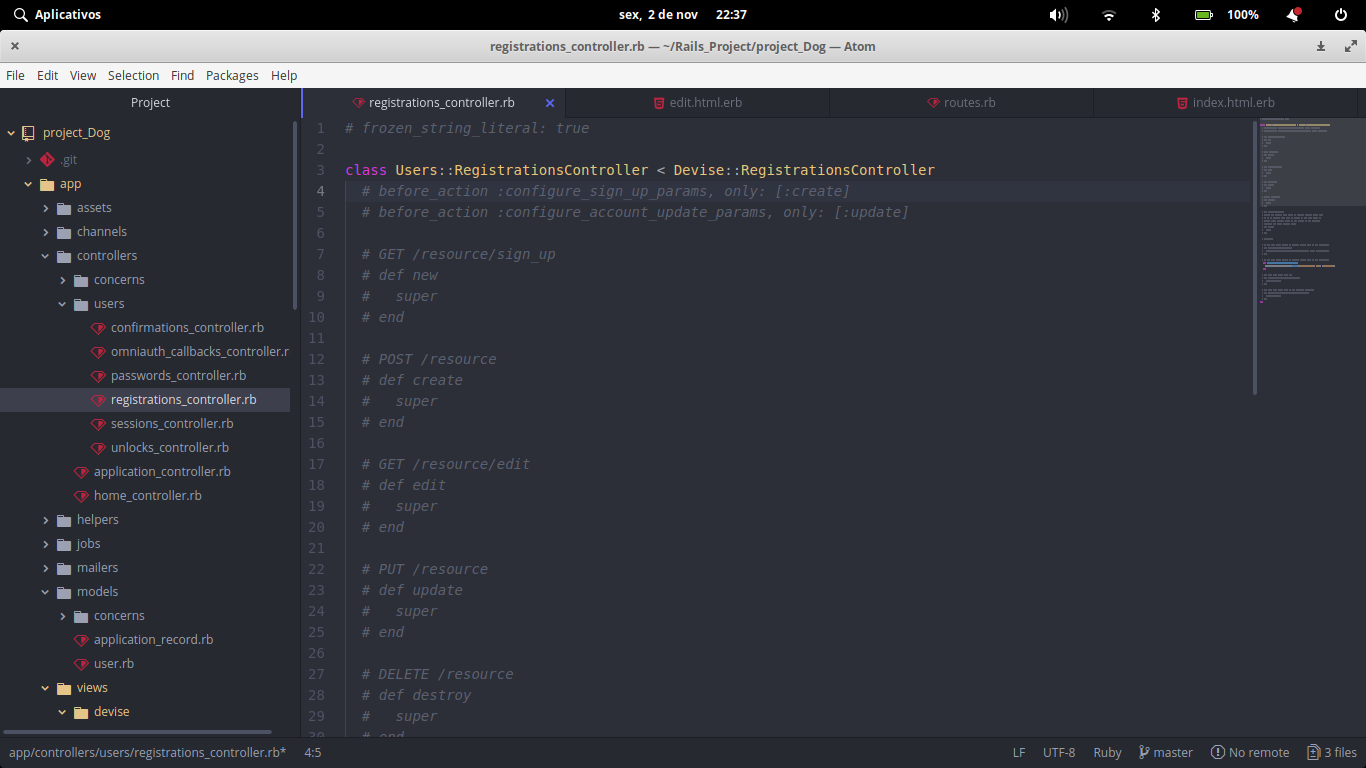 Aplicativos
sex, 2 de nov 22:37
100%
registrations_controller.rb — ~/Rails_Project/project_Dog — Atom
File Edit View Selection Find Packages Help
Project
registrations_controller.rb
edit.html.erb
routes.rb
index.html.erb
project_Dog
.git
app
assets
channels
controllers
concerns
users
confirmations_controller.rb
omniauth_callbacks_controller.r
passwords_controller.rb
registrations_controller.rb
sessions_controller.rb
unlocks_controller.rb
application_controller.rb
home_controller.rb
helpers
jobs
mailers
models
concerns
application_record.rb
user.rb
views
devise
1 # frozen_string_literal: true
2
3 class Users::RegistrationsController < Devise::RegistrationsController
4 # before_action :configure_sign_up_params, only: [:create]
5 # before_action :configure_account_update_params, only: [:update]
6
7 # GET /resource/sign_up
8 # def new
9 #   super
10 # end
11
12 # POST /resource
13 # def create
14 #   super
15 # end
16
17 # GET /resource/edit
18 # def edit
19 #   super
20 # end
21
22 # PUT /resource
23 # def update
24 #   super
25 # end
26
27 # DELETE /resource
28 # def destroy
29 #   super
30 # end
app/controllers/users/registrations_controller.rb* 4:5
LF UTF-8 Ruby master No remote 3 files